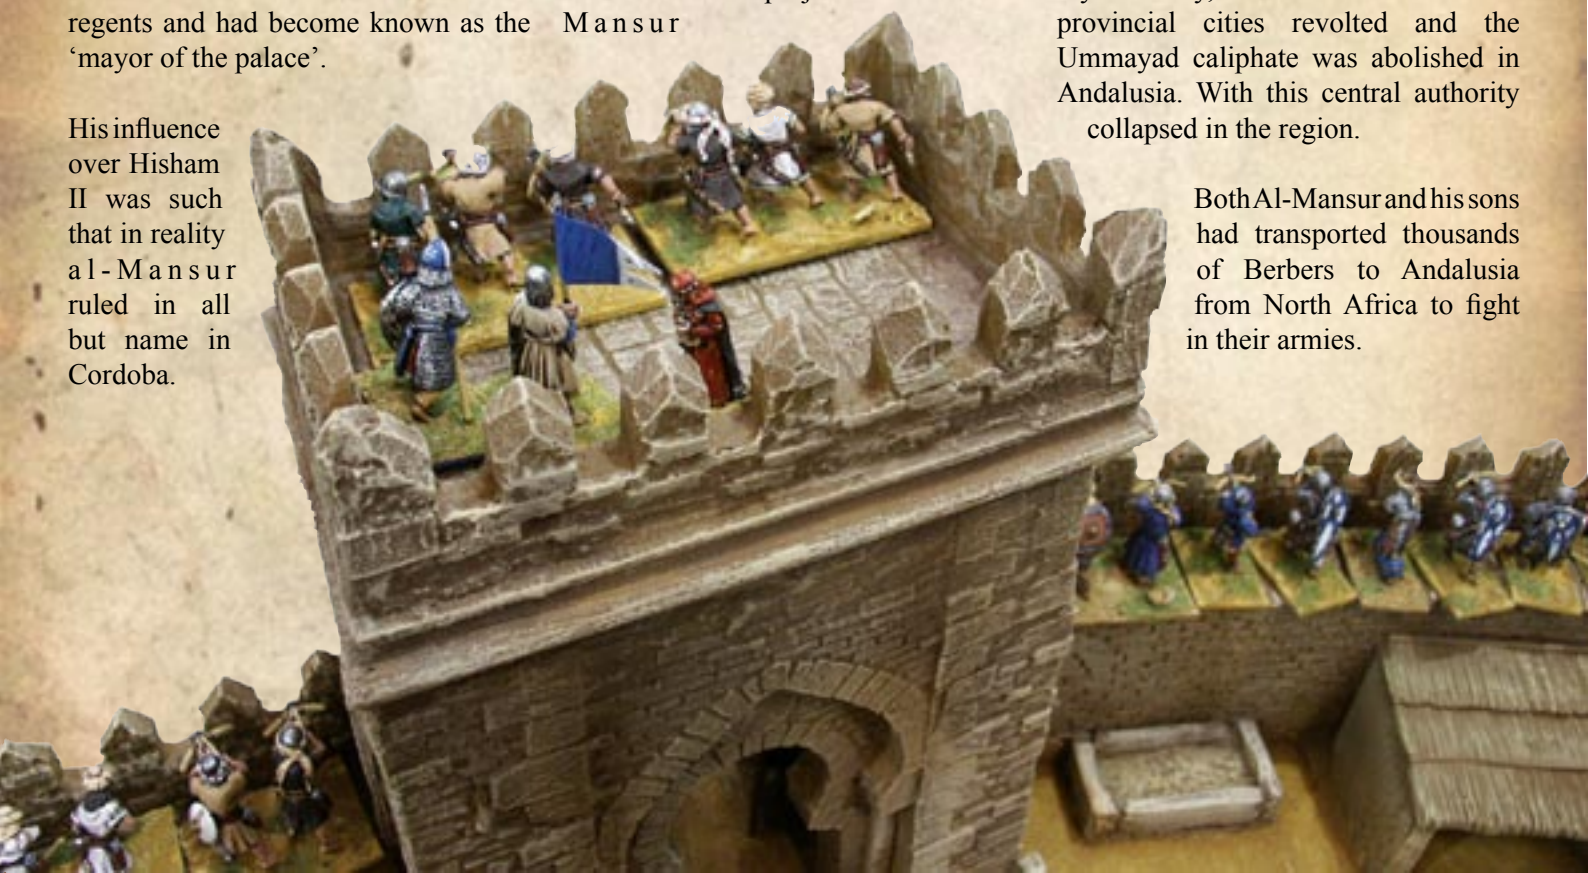 regents and had become known as the
‘mayor of the palace’.
His influence
over Hisham
II was such
that in reality
al-Mansur
ruled in all
but name in
Cordoba.
Mansur
provincial cities revolted and the
Ummayad caliphate was abolished in
Andalusia. With this central authority
collapsed in the region.
Both Al-Mansur and his sons
had transported thousands
of Berbers to Andalusia
from North Africa to fight
in their armies.